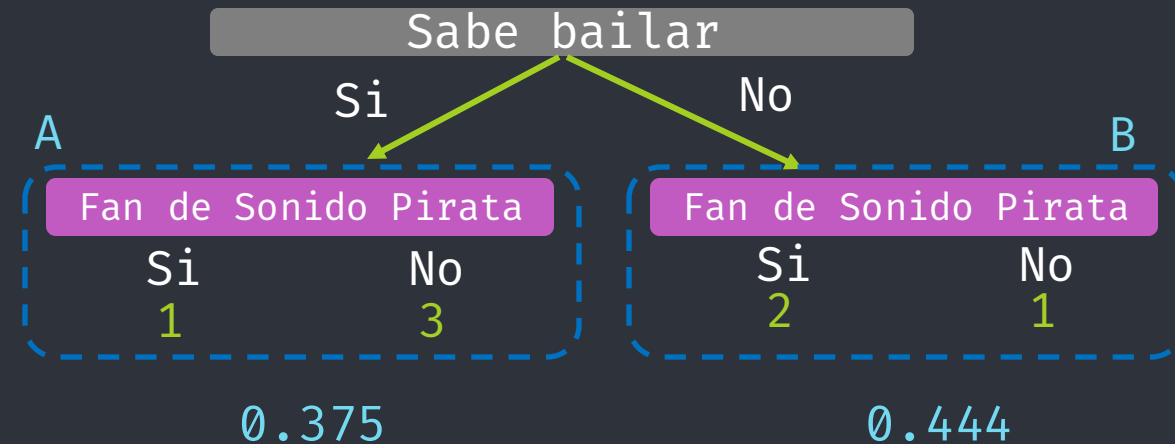 Sabe bailar
Si No
A B
Fan de Sonido Pirata Fan de Sonido Pirata
Si No Si No
1 3 2 1
0.375 0.444